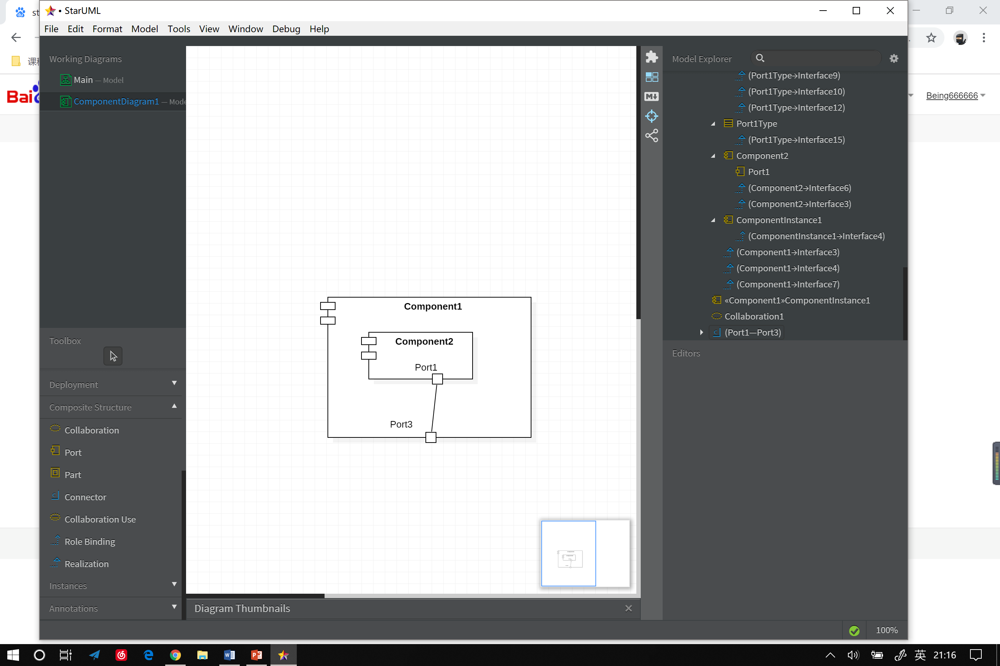 st
StarUML
File Edit Format Model Tools View Window Debug Help
Working Diagrams
Main — Model
ComponentDiagram1 — Mode
Toolbox
Deployment
Composite Structure
Collaboration
Port
Part
Connector
Collaboration Use
Role Binding
Realization
Instances
Annotations
Component1
Component2
Port1
Port3
Diagram Thumbnails
Model Explorer
(Port1Type→Interface9)
(Port1Type→Interface10)
(Port1Type→Interface12)
Port1Type
(Port1Type→Interface15)
Component2
Port1
(Component2→Interface6)
(Component2→Interface3)
ComponentInstance1
(ComponentInstance1→Interface4)
(Component1→Interface3)
(Component1→Interface4)
(Component1→Interface7)
«Component1»ComponentInstance1
Collaboration1
(Port1—Port3)
Editors
100%
Bai
Being666666
英 21:16